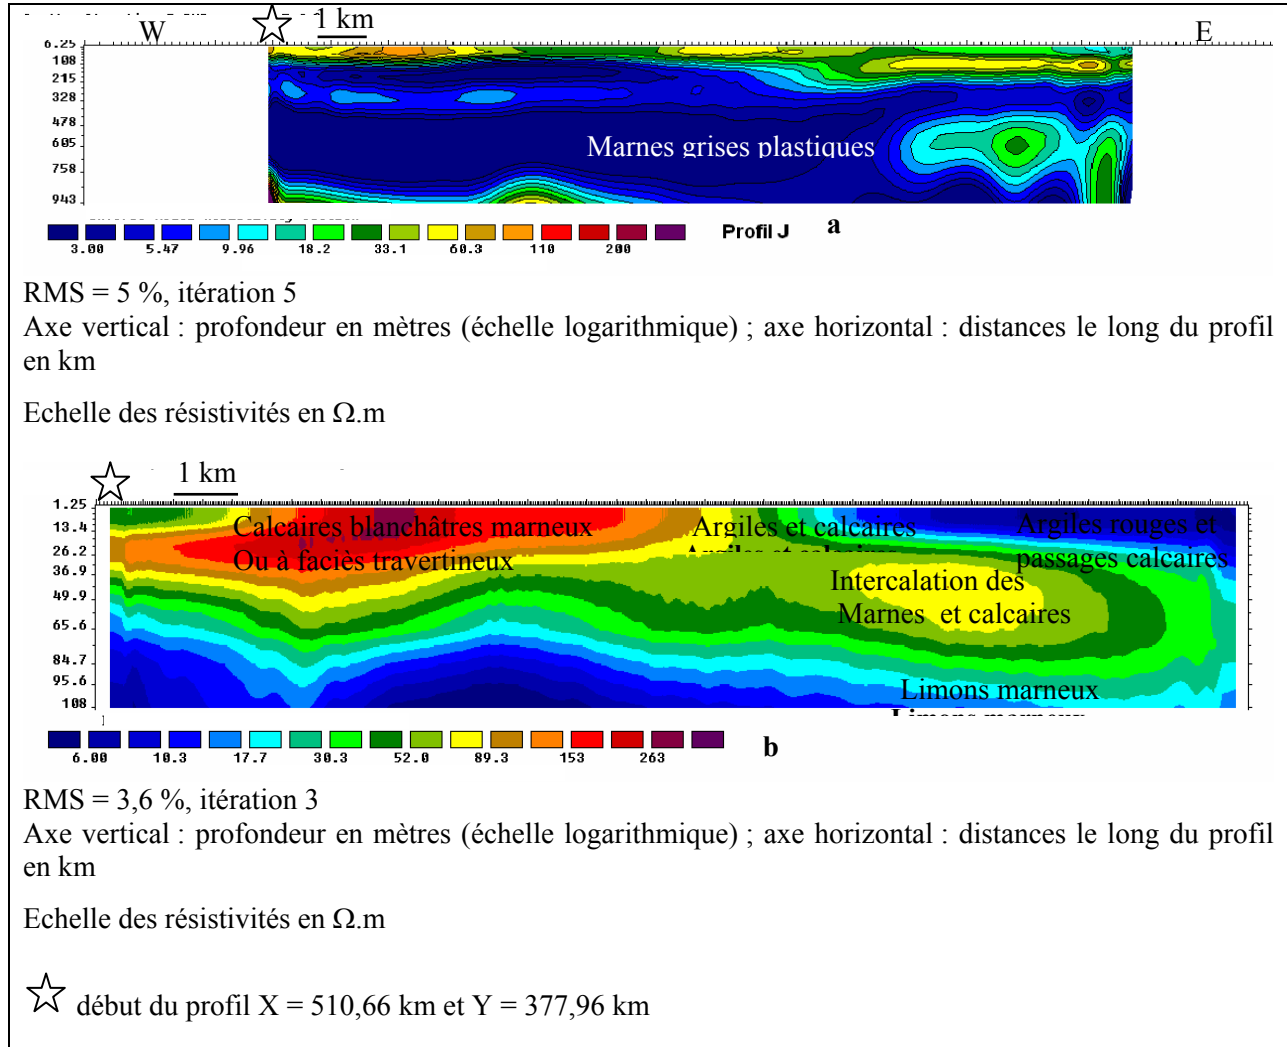 W 1 km E
6.25
108
215
328
478
605
758
943
Marnes grises plastiques
3.00 5.47 9.96 18.2 33.1 60.3 110 200
Profil J a
RMS = 5 %, itération 5
Axe vertical : profondeur en mètres (échelle logarithmique) ; axe horizontal : distances le long du profil
en km
Echelle des résistivités en Ω.m
1 km
1.25
13.4
26.2
36.9
49.9
65.6
84.7
95.6
108
Calcaires blanchâtres marneux
Ou à faciès travertineux
Argiles et calcaires
Argiles et calcaires
Argiles rouges et
passages calcaires
Intercalation des
Marnes et calcaires
Limons marneux
Limons marneux
6.00 10.3 17.7 30.3 52.0 89.3 153 263
b
RMS = 3,6 %, itération 3
Axe vertical : profondeur en mètres (échelle logarithmique) ; axe horizontal : distances le long du profil
en km
Echelle des résistivités en Ω.m
début du profil X = 510,66 km et Y = 377,96 km